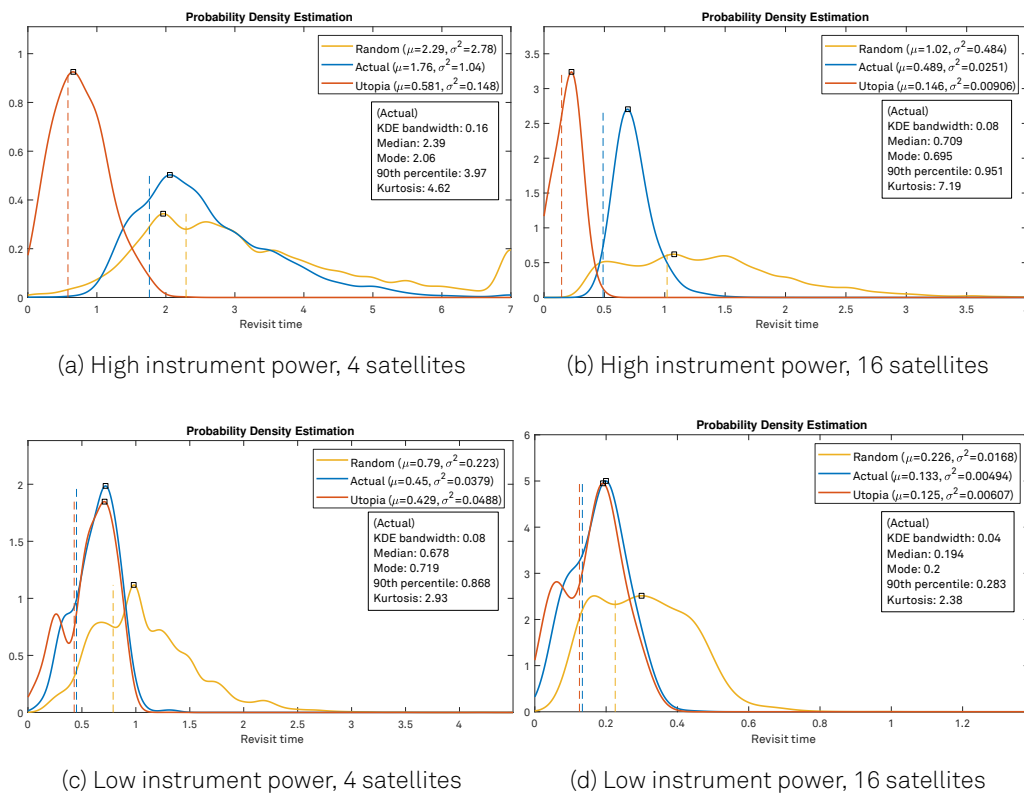 Probability Density Estimation
Random (μ=2.29, σ²=2.78)
Actual (μ=1.76, σ²=1.04)
Utopia (μ=0.581, σ²=0.148)
(Actual)
KDE bandwidth: 0.16
Median: 2.39
Mode: 2.06
90th percentile: 3.97
Kurtosis: 4.62
1
0.8
0.6
0.4
0.2
0
0 1 2 3 4 5 6 7
Revisit time
(a) High instrument power, 4 satellites
Probability Density Estimation
Random (μ=1.02, σ²=0.484)
Actual (μ=0.489, σ²=0.0251)
Utopia (μ=0.146, σ²=0.00906)
(Actual)
KDE bandwidth: 0.08
Median: 0.709
Mode: 0.695
90th percentile: 0.951
Kurtosis: 7.19
3.5
3
2.5
2
1.5
1
0.5
0
0 0.5 1 1.5 2 2.5 3 3.5
Revisit time
(b) High instrument power, 16 satellites
Probability Density Estimation
Random (μ=0.79, σ²=0.223)
Actual (μ=0.45, σ²=0.0379)
Utopia (μ=0.429, σ²=0.0488)
(Actual)
KDE bandwidth: 0.08
Median: 0.678
Mode: 0.719
90th percentile: 0.868
Kurtosis: 2.93
2
1.5
1
0.5
0
0 0.5 1 1.5 2 2.5 3 3.5 4
Revisit time
(c) Low instrument power, 4 satellites
Probability Density Estimation
Random (μ=0.226, σ²=0.0168)
Actual (μ=0.133, σ²=0.00494)
Utopia (μ=0.125, σ²=0.00607)
(Actual)
KDE bandwidth: 0.04
Median: 0.194
Mode: 0.2
90th percentile: 0.283
Kurtosis: 2.38
6
5
4
3
2
1
0
0 0.2 0.4 0.6 0.8 1 1.2
Revisit time
(d) Low instrument power, 16 satellites